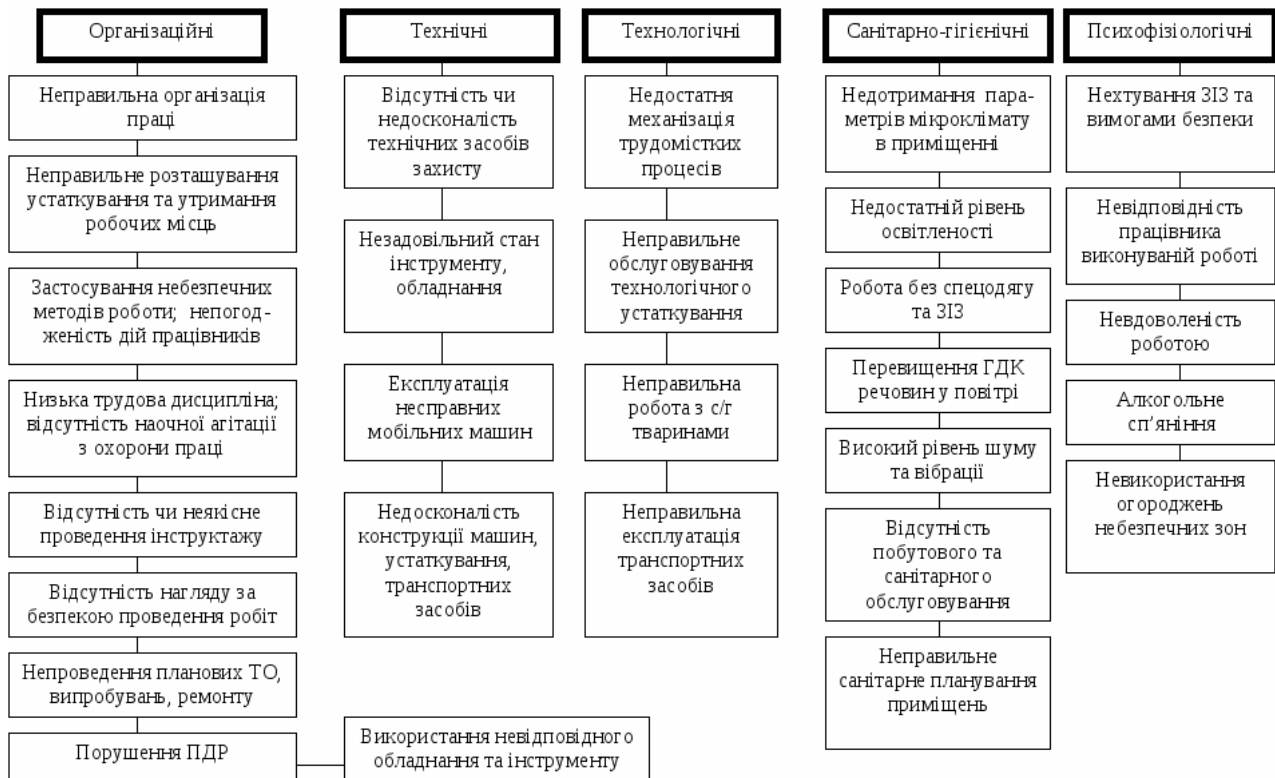 Організаційні
Неправильна організація
праці
Неправильне розташування
устаткування та утримання
робочих місць
Застосування небезпечних
методів роботи; непогод-
женість дій працівників
Низька трудова дисципліна;
відсутність наочної агітації
з охорони праці
Відсутність чи неякісне
проведення інструктажу
Відсутність нагляду за
безпекою проведення робіт
Непроведення планових ТО,
випробувань, ремонту
Порушення ПДР
Використання невідповідного
обладнання та інструменту
Технічні
Відсутність чи
недосконалість
технічних засобів
захисту
Незадовільний стан
інструменту,
обладнання
Експлуатація
несправних
мобільних машин
Недосконалість
конструкції машин,
устаткування,
транспортних
засобів
Технологічні
Недостатня
механізація
трудомістких
процесів
Неправильне
обслуговування
технологічного
устаткування
Неправильна
робота з с/г
тваринами
Неправильна
експлуатація
транспортних
засобів
Санітарно-гігієнічні
Недотримання пара-
метрів мікроклімату
в приміщенні
Недостатній рівень
освітленості
Робота без спецодягу
та ЗІЗ
Перевищення ГДК
речовин у повітрі
Високий рівень шуму
та вібрації
Відсутність
побутового та
санітарного
обслуговування
Неправильне
санітарне планування
приміщень
Психофізіологічні
Нехтування ЗІЗ та
вимогами безпеки
Невідповідність
працівника
виконуваній роботі
Невдоволеність
роботою
Алкогольне
сп’яніння
Невикористання
огороджень
небезпечних зон